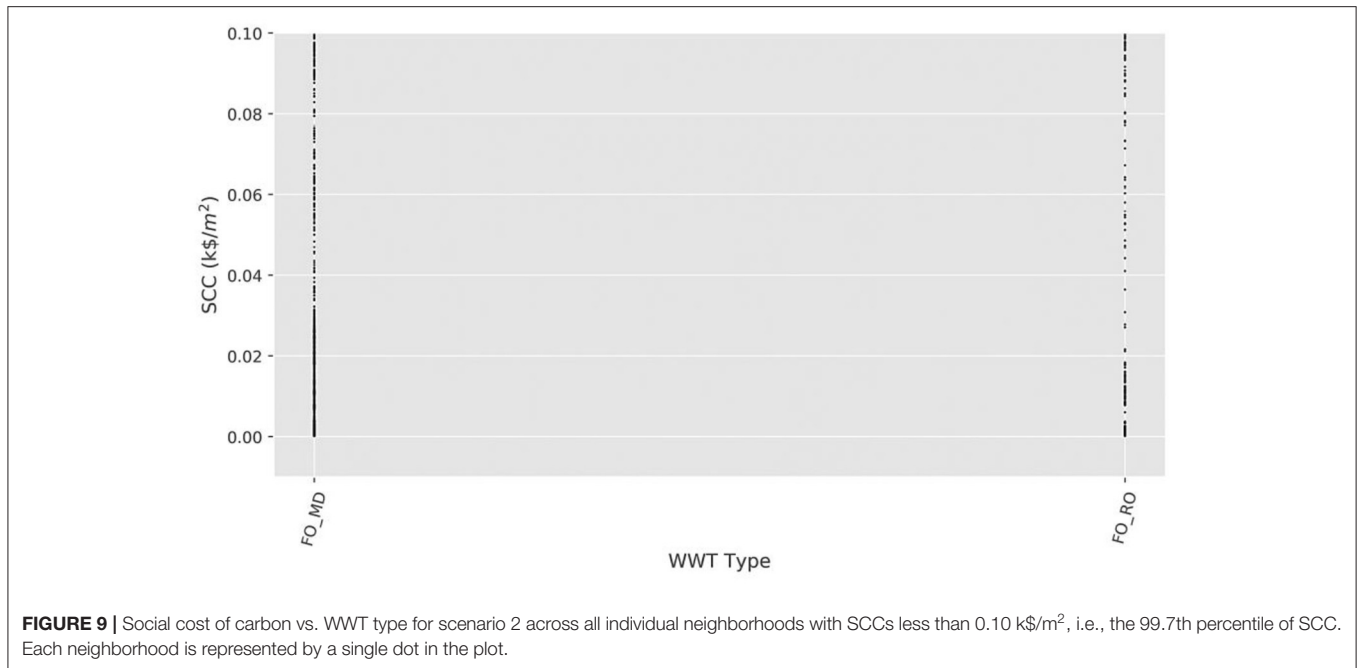 0.10
0.08
0.06
0.04
0.02
0.00
SCC (k$/m²)
FO_MD
FO_RO
WWT Type
FIGURE 9 | Social cost of carbon vs. WWT type for scenario 2 across all individual neighborhoods with SCCs less than 0.10 k$/m², i.e., the 99.7th percentile of SCC.
Each neighborhood is represented by a single dot in the plot.